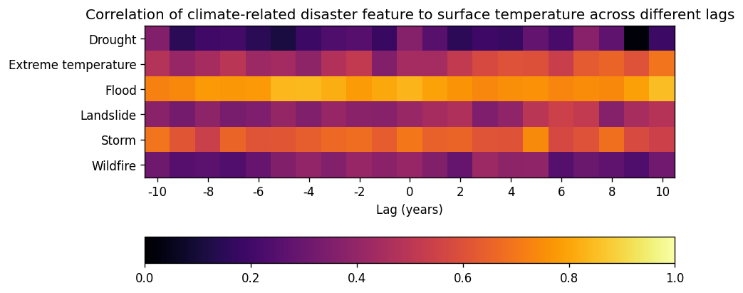 Correlation of climate-related disaster feature to surface temperature across different lags
Drought
Extreme temperature
Flood
Landslide
Storm
Wildfire
-10 -8 -6 -4 -2 0 2 4 6 8 10
Lag (years)
0.0 0.2 0.4 0.6 0.8 1.0